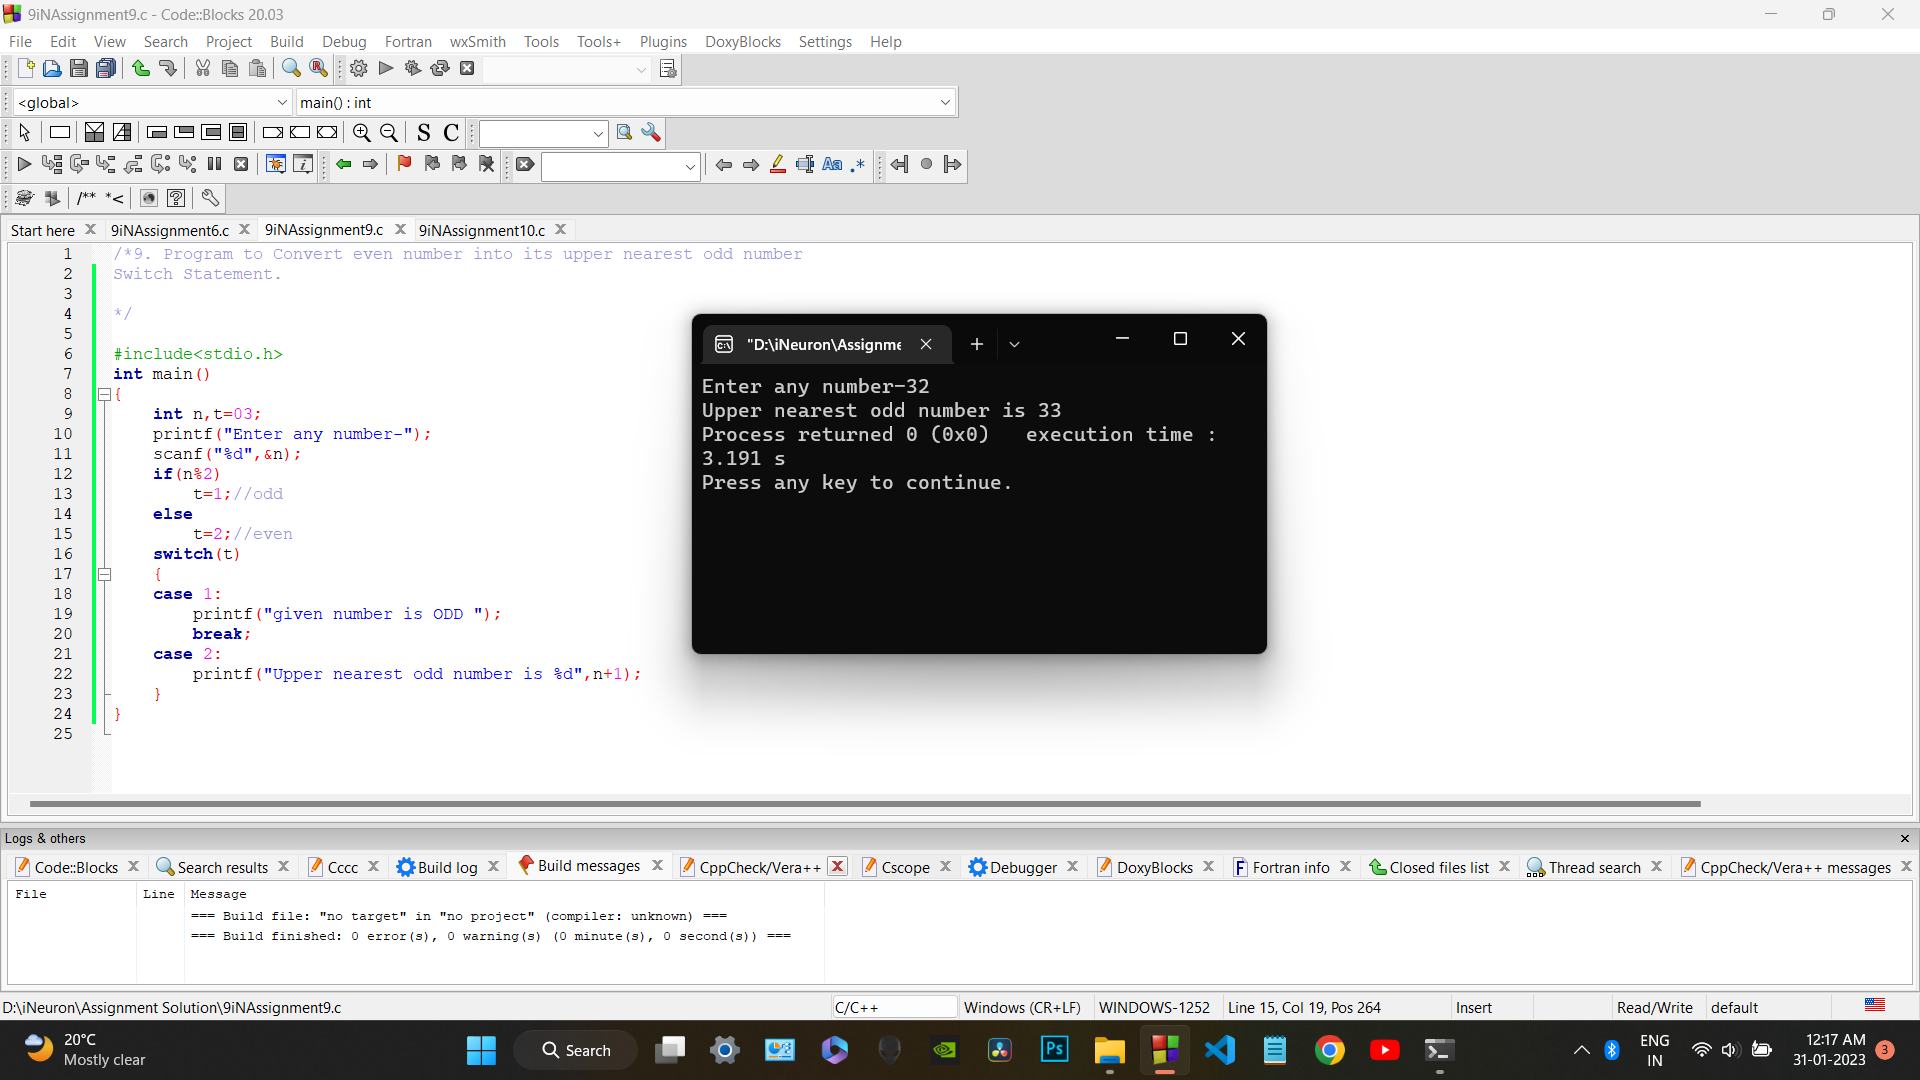 9iNAssignment9.c - Code::Blocks 20.03
File Edit View Search Project Build Debug Fortran wxSmith Tools Tools+ Plugins DoxyBlocks Settings Help
<global> main() : int
S C
Aa .*
/** *<
Start here 9iNAssignment6.c 9iNAssignment9.c 9iNAssignment10.c
1 /*9. Program to Convert even number into its upper nearest odd number
2 Switch Statement.
3
4 */
5
6 #include<stdio.h>
7 int main()
8 {
9 int n,t=03;
10 printf("Enter any number-");
11 scanf("%d",&n);
12 if(n%2)
13 t=1;//odd
14 else
15 t=2;//even
16 switch(t)
17 {
18 case 1:
19 printf("given number is ODD ");
20 break;
21 case 2:
22 printf("Upper nearest odd number is %d",n+1);
23 }
24 }
25
"D:\iNeuron\Assignme
Enter any number-32
Upper nearest odd number is 33
Process returned 0 (0x0) execution time :
3.191 s
Press any key to continue.
Logs & others
Code::Blocks Search results Cccc Build log Build messages CppCheck/Vera++ Cscope Debugger DoxyBlocks Fortran info Closed files list Thread search CppCheck/Vera++ messages
File Line Message
=== Build file: "no target" in "no project" (compiler: unknown) ===
=== Build finished: 0 error(s), 0 warning(s) (0 minute(s), 0 second(s)) ===
D:\iNeuron\Assignment Solution\9iNAssignment9.c C/C++ Windows (CR+LF) WINDOWS-1252 Line 15, Col 19, Pos 264 Insert Read/Write default
20°C
Mostly clear
Search
Ps
ENG
IN
12:17 AM
31-01-2023
3